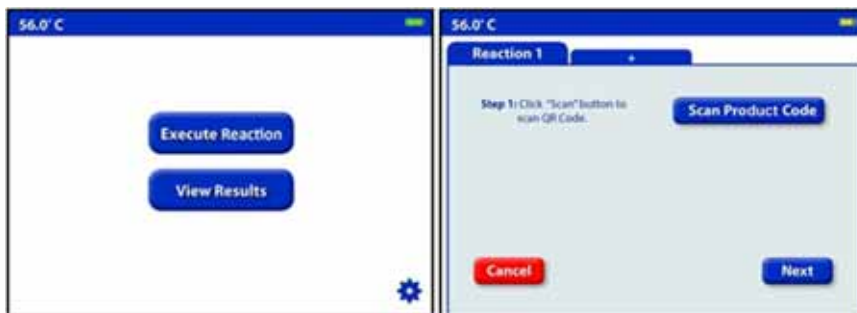 56.0° C
Execute Reaction
View Results
56.0° C
Reaction 1
+
Step 1: Click "Scan" button to
scan QR Code.
Scan Product Code
Cancel
Next